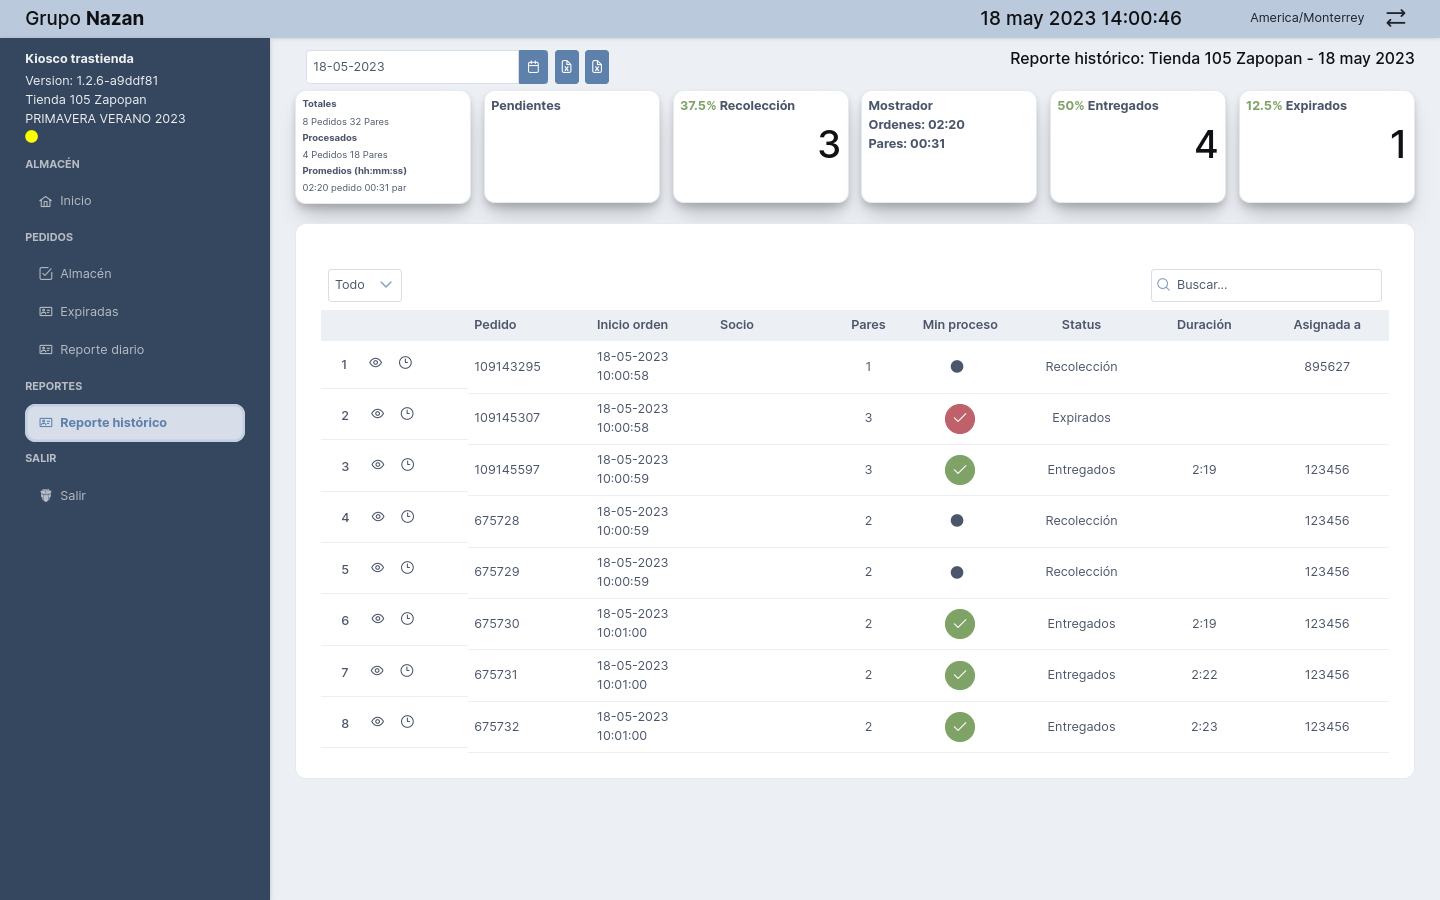 Grupo Nazan
18 may 2023 14:00:46
America/Monterrey
Kiosco trastienda
Version: 1.2.6-a9ddf81
Tienda 105 Zapopan
PRIMAVERA VERANO 2023
ALMACÉN
Inicio
PEDIDOS
Almacén
Expiradas
Reporte diario
REPORTES
Reporte histórico
SALIR
Salir
18-05-2023
Reporte histórico: Tienda 105 Zapopan - 18 may 2023
Totales
8 Pedidos 32 Pares
Procesados
4 Pedidos 18 Pares
Promedios (hh:mm:ss)
02:20 pedido 00:31 par
Pendientes
37.5% Recolección
3
Mostrador
Ordenes: 02:20
Pares: 00:31
50% Entregados
4
12.5% Expirados
1
Todo
Buscar...
Pedido Inicio orden Socio Pares Min proceso Status Duración Asignada a
1 109143295 18-05-2023 10:00:58 1 Recolección 895627
2 109145307 18-05-2023 10:00:58 3 Expirados
3 109145597 18-05-2023 10:00:59 3 Entregados 2:19 123456
4 675728 18-05-2023 10:00:59 2 Recolección 123456
5 675729 18-05-2023 10:00:59 2 Recolección 123456
6 675730 18-05-2023 10:01:00 2 Entregados 2:19 123456
7 675731 18-05-2023 10:01:00 2 Entregados 2:22 123456
8 675732 18-05-2023 10:01:00 2 Entregados 2:23 123456